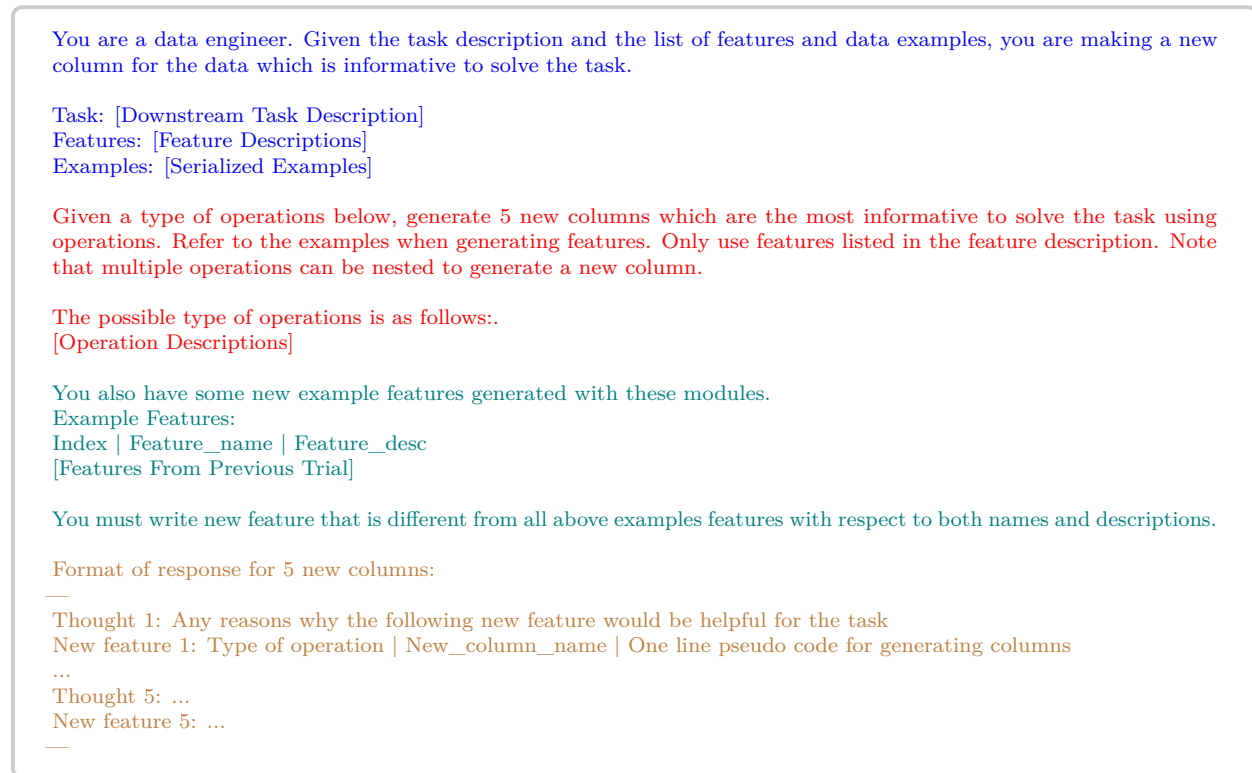 You are a data engineer. Given the task description and the list of features and data examples, you are making a new
column for the data which is informative to solve the task.
Task: [Downstream Task Description]
Features: [Feature Descriptions]
Examples: [Serialized Examples]
Given a type of operations below, generate 5 new columns which are the most informative to solve the task using
operations. Refer to the examples when generating features. Only use features listed in the feature description. Note
that multiple operations can be nested to generate a new column.
The possible type of operations is as follows:.
[Operation Descriptions]
You also have some new example features generated with these modules.
Example Features:
Index | Feature_name | Feature_desc
[Features From Previous Trial]
You must write new feature that is different from all above examples features with respect to both names and descriptions.
Format of response for 5 new columns:
—
Thought 1: Any reasons why the following new feature would be helpful for the task
New feature 1: Type of operation | New_column_name | One line pseudo code for generating columns
...
Thought 5: ...
New feature 5: ...
—